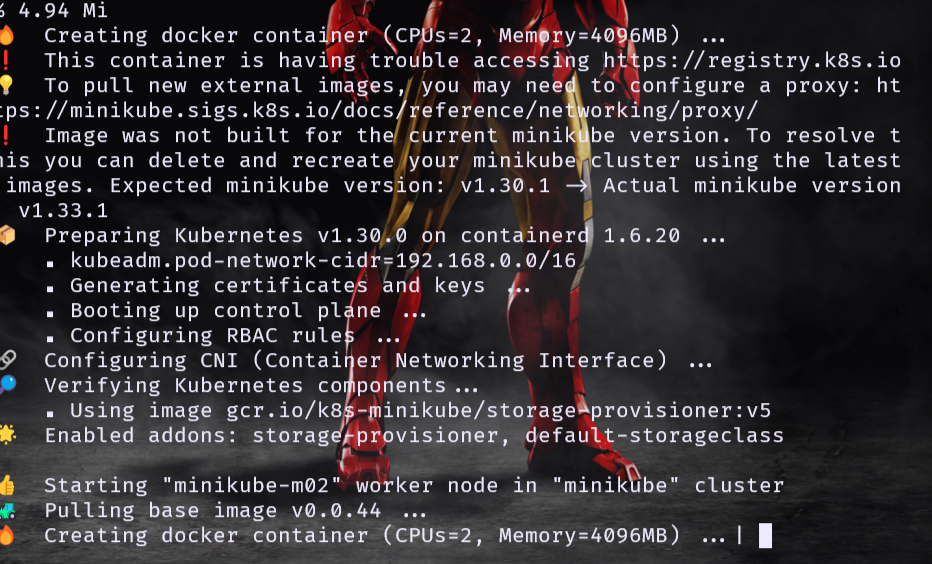 % 4.94 Mi
Creating docker container (CPUs=2, Memory=4096MB) ...
This container is having trouble accessing https://registry.k8s.io
To pull new external images, you may need to configure a proxy: ht
tps://minikube.sigs.k8s.io/docs/reference/networking/proxy/
Image was not built for the current minikube version. To resolve t
his you can delete and recreate your minikube cluster using the latest
images. Expected minikube version: v1.30.1 -> Actual minikube version
v1.33.1
Preparing Kubernetes v1.30.0 on containerd 1.6.20 ...
▪ kubeadm.pod-network-cidr=192.168.0.0/16
▪ Generating certificates and keys ...
▪ Booting up control plane ...
▪ Configuring RBAC rules ...
Configuring CNI (Container Networking Interface) ...
Verifying Kubernetes components...
▪ Using image gcr.io/k8s-minikube/storage-provisioner:v5
Enabled addons: storage-provisioner, default-storageclass
Starting "minikube-m02" worker node in "minikube" cluster
Pulling base image v0.0.44 ...
Creating docker container (CPUs=2, Memory=4096MB) ...|